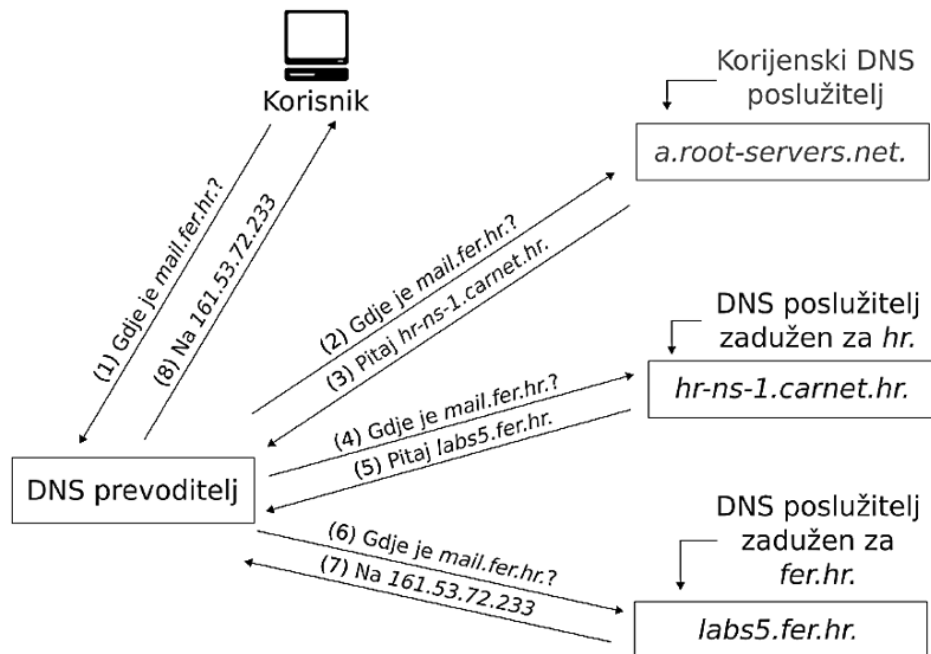 Korisnik
Korijenski DNS
poslužitelj
a.root-servers.net.
(1) Gdje je mail.fer.hr.?
(8) Na 161.53.72.233
(2) Gdje je mail.fer.hr.?
(3) Pitaj hr-ns-1.carnet.hr.
DNS poslužitelj
zadužen za hr.
hr-ns-1.carnet.hr.
(4) Gdje je mail.fer.hr.?
(5) Pitaj labs5.fer.hr.
DNS prevoditelj
DNS poslužitelj
zadužen za
fer.hr.
(6) Gdje je mail.fer.hr.?
(7) Na 161.53.72.233
labs5.fer.hr.